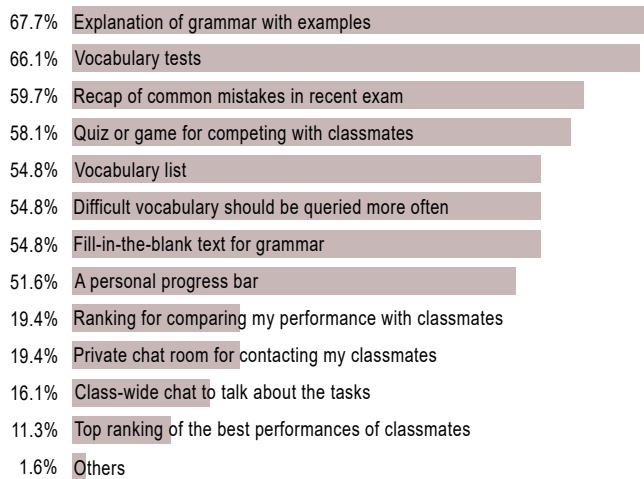 67.7% Explanation of grammar with examples
66.1% Vocabulary tests
59.7% Recap of common mistakes in recent exam
58.1% Quiz or game for competing with classmates
54.8% Vocabulary list
54.8% Difficult vocabulary should be queried more often
54.8% Fill-in-the-blank text for grammar
51.6% A personal progress bar
19.4% Ranking for comparing my performance with classmates
19.4% Private chat room for contacting my classmates
16.1% Class-wide chat to talk about the tasks
11.3% Top ranking of the best performances of classmates
1.6% Others